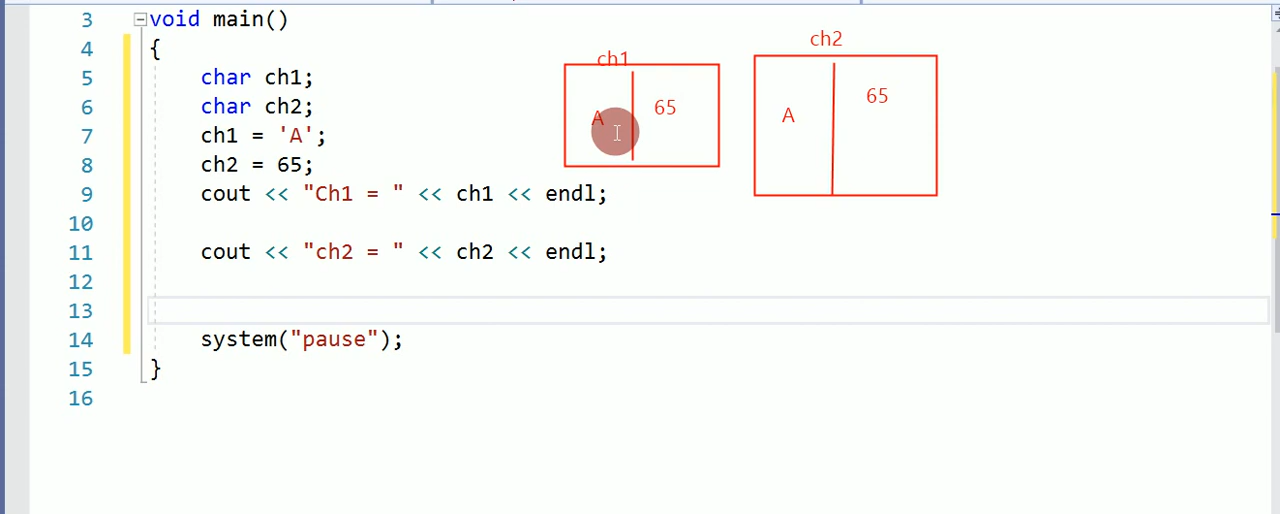 3 void main()
4 {
5 char ch1;
6 char ch2;
7 ch1 = 'A';
8 ch2 = 65;
9 cout << "Ch1 = " << ch1 << endl;
10
11 cout << "ch2 = " << ch2 << endl;
12
13
14 system("pause");
15 }
16
ch1
A 65
ch2
A 65